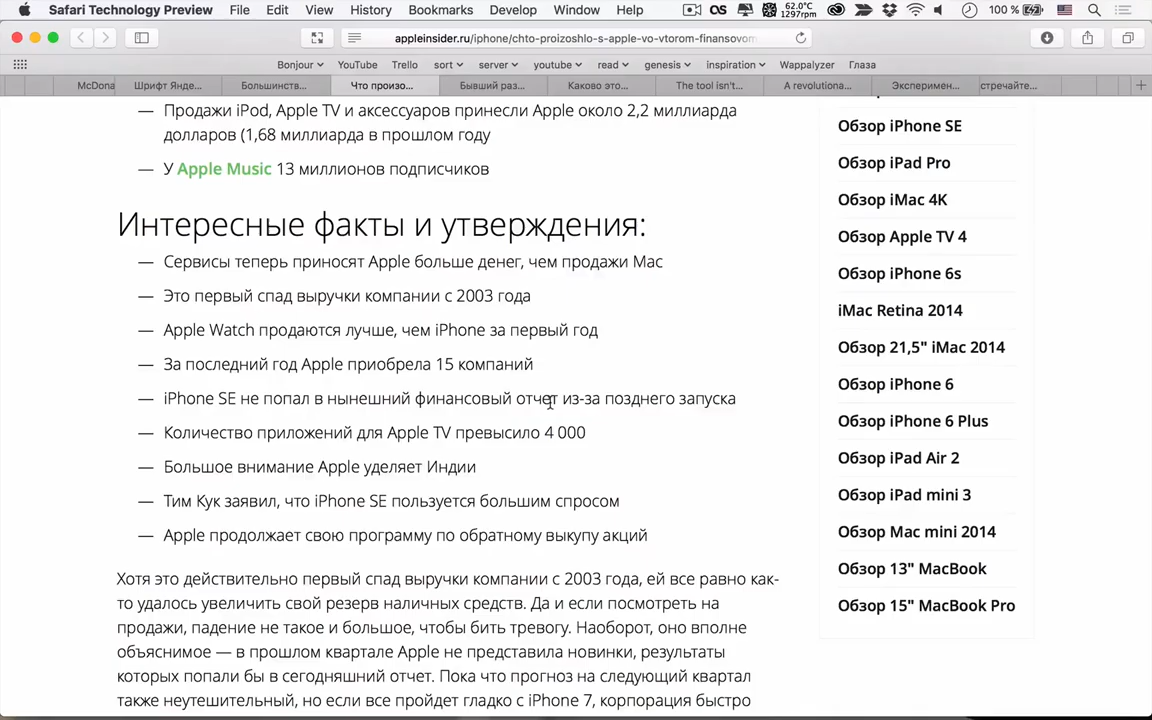 Safari Technology Preview File Edit View History Bookmarks Develop Window Help 62.0°C 1297rpm 100 %
appleinsider.ru/iphone/chto-proizoshlo-s-apple-vo-vtorom-finansovom
Bonjour YouTube Trello sort server youtube read genesis inspiration Wappalyzer Глаза
McDona Шрифт Янде... Большинств... Что произо... Бывший раз... Каково это... The tool isn't... A revolutiona... Эксперимен... стречайте...
— Продажи iPod, Apple TV и аксессуаров принесли Apple около 2,2 миллиарда
долларов (1,68 миллиарда в прошлом году
— У Apple Music 13 миллионов подписчиков
Интересные факты и утверждения:
— Сервисы теперь приносят Apple больше денег, чем продажи Mac
— Это первый спад выручки компании с 2003 года
— Apple Watch продаются лучше, чем iPhone за первый год
— За последний год Apple приобрела 15 компаний
— iPhone SE не попал в нынешний финансовый отчет из-за позднего запуска
— Количество приложений для Apple TV превысило 4 000
— Большое внимание Apple уделяет Индии
— Тим Кук заявил, что iPhone SE пользуется большим спросом
— Apple продолжает свою программу по обратному выкупу акций
Хотя это действительно первый спад выручки компании с 2003 года, ей все равно как-
то удалось увеличить свой резерв наличных средств. Да и если посмотреть на
продажи, падение не такое и большое, чтобы бить тревогу. Наоборот, оно вполне
объяснимое — в прошлом квартале Apple не представила новинки, результаты
которых попали бы в сегодняшний отчет. Пока что прогноз на следующий квартал
также неутешительный, но если все пройдет гладко с iPhone 7, корпорация быстро
Обзор iPhone SE
Обзор iPad Pro
Обзор iMac 4K
Обзор Apple TV 4
Обзор iPhone 6s
iMac Retina 2014
Обзор 21,5" iMac 2014
Обзор iPhone 6
Обзор iPhone 6 Plus
Обзор iPad Air 2
Обзор iPad mini 3
Обзор Mac mini 2014
Обзор 13" MacBook
Обзор 15" MacBook Pro